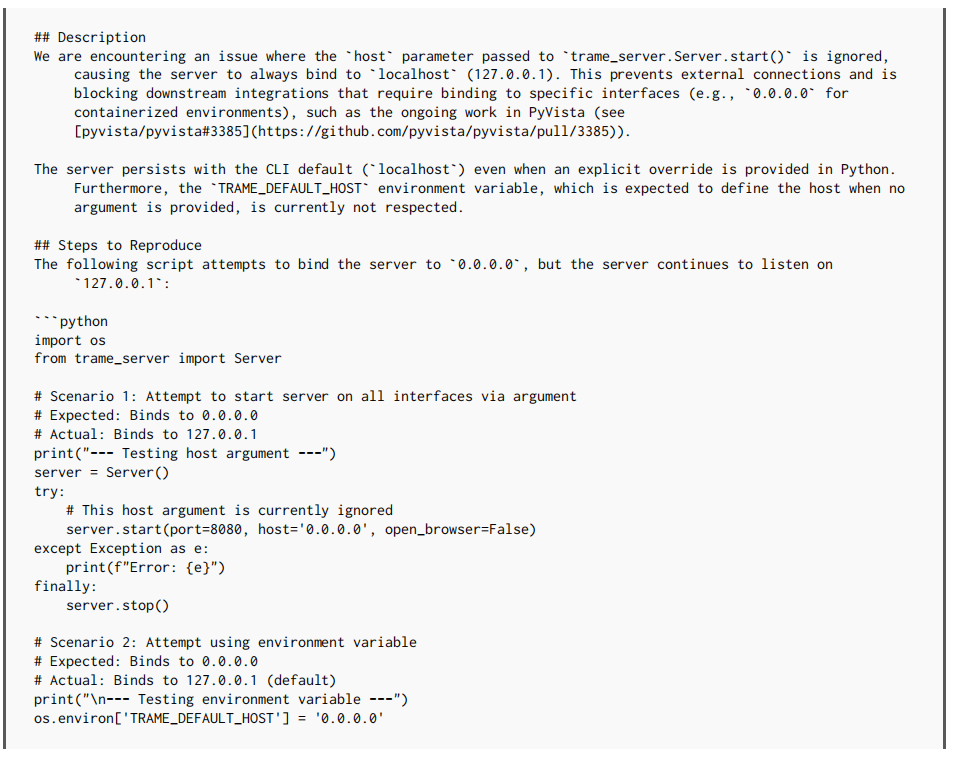 ## Description
We are encountering an issue where the `host` parameter passed to `trame_server.Server.start()` is ignored,
causing the server to always bind to `localhost` (127.0.0.1). This prevents external connections and is
blocking downstream integrations that require binding to specific interfaces (e.g., `0.0.0.0` for
containerized environments), such as the ongoing work in PyVista (see
[pyvista/pyvista#3385](https://github.com/pyvista/pyvista/pull/3385)).
The server persists with the CLI default (`localhost`) even when an explicit override is provided in Python.
Furthermore, the `TRAME_DEFAULT_HOST` environment variable, which is expected to define the host when no
argument is provided, is currently not respected.
## Steps to Reproduce
The following script attempts to bind the server to `0.0.0.0`, but the server continues to listen on
`127.0.0.1`:
```python
import os
from trame_server import Server
# Scenario 1: Attempt to start server on all interfaces via argument
# Expected: Binds to 0.0.0.0
# Actual: Binds to 127.0.0.1
print("--- Testing host argument ---")
server = Server()
try:
    # This host argument is currently ignored
    server.start(port=8080, host='0.0.0.0', open_browser=False)
except Exception as e:
    print(f"Error: {e}")
finally:
    server.stop()
# Scenario 2: Attempt using environment variable
# Expected: Binds to 0.0.0.0
# Actual: Binds to 127.0.0.1 (default)
print("\n--- Testing environment variable ---")
os.environ['TRAME_DEFAULT_HOST'] = '0.0.0.0'